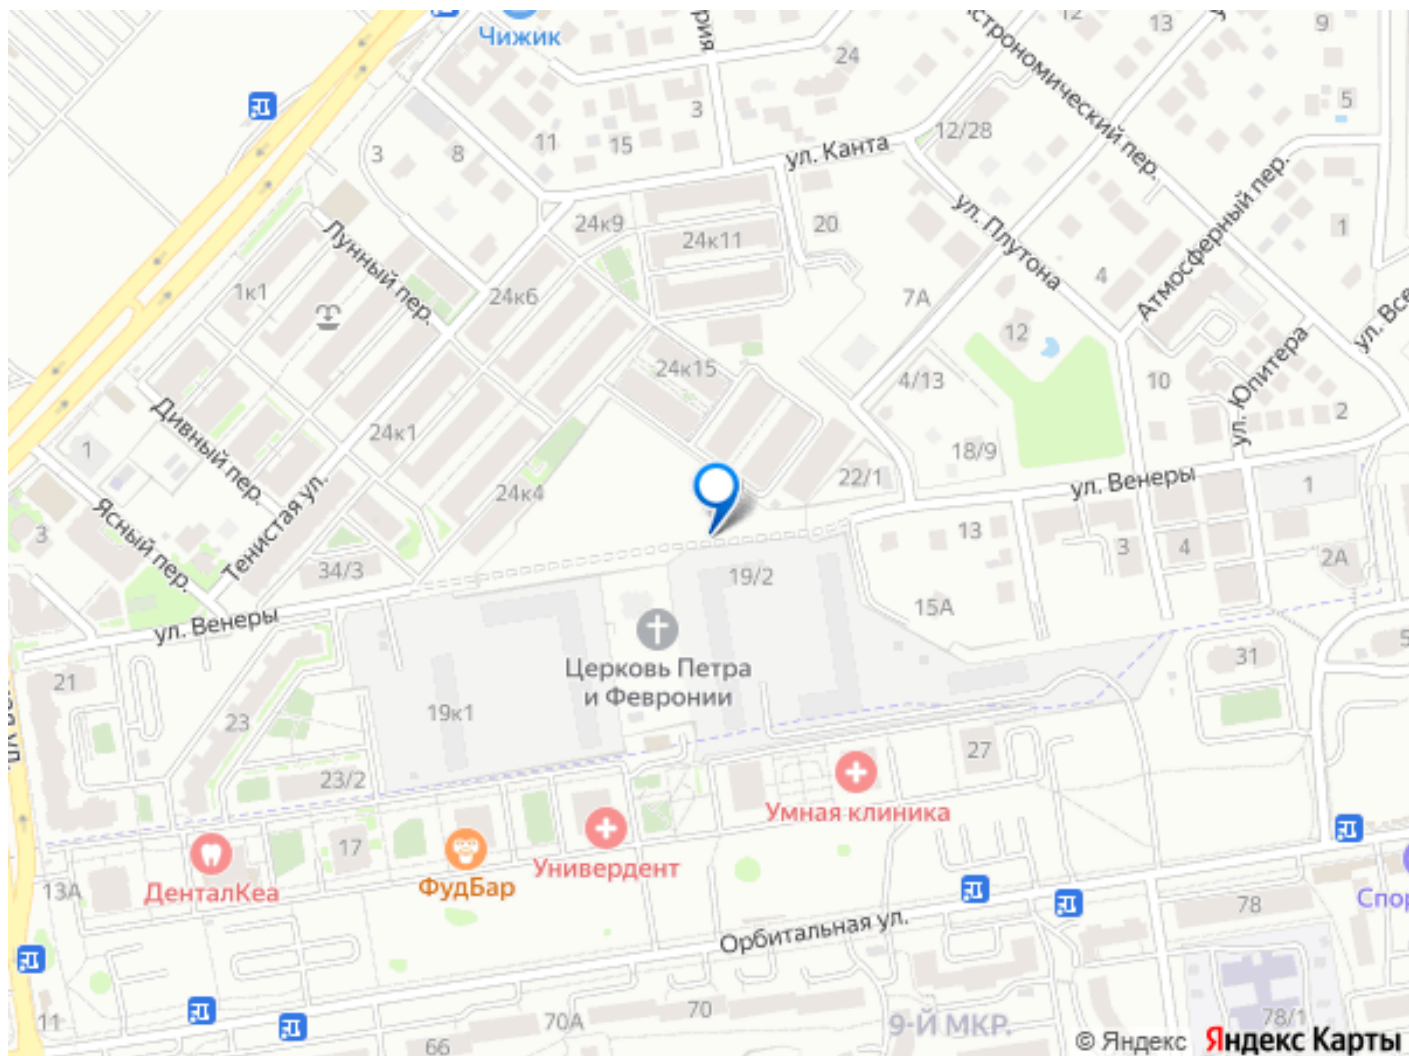 Чижик
12
13
9
24
Астрономический пер.
5
3
11
15
12/28
3
8
ул. Канта
Атмосферный пер.
24к9
20
24к11
ул. Плутона
1
Лунный пер.
4
1к1
24к6
7А
12
ул. Юпитера
24к15
4/13
10
2
Дивный пер.
24к1
1
18/9
22/1
ул. Венеры
1
24к4
Тенистая ул.
Ясный пер.
3
13
3
4
2А
34/3
19/2
15А
ул. Венеры
Церковь Петра
и Февронии
31
21
23
19к1
27
23/2
Умная клиника
17
Универдент
13А
ДенталКеа
ФудБар
78
Орбитальная ул.
11
70
70А
66
9-Й МКР.
78/1
© Яндекс
Яндекс Карты